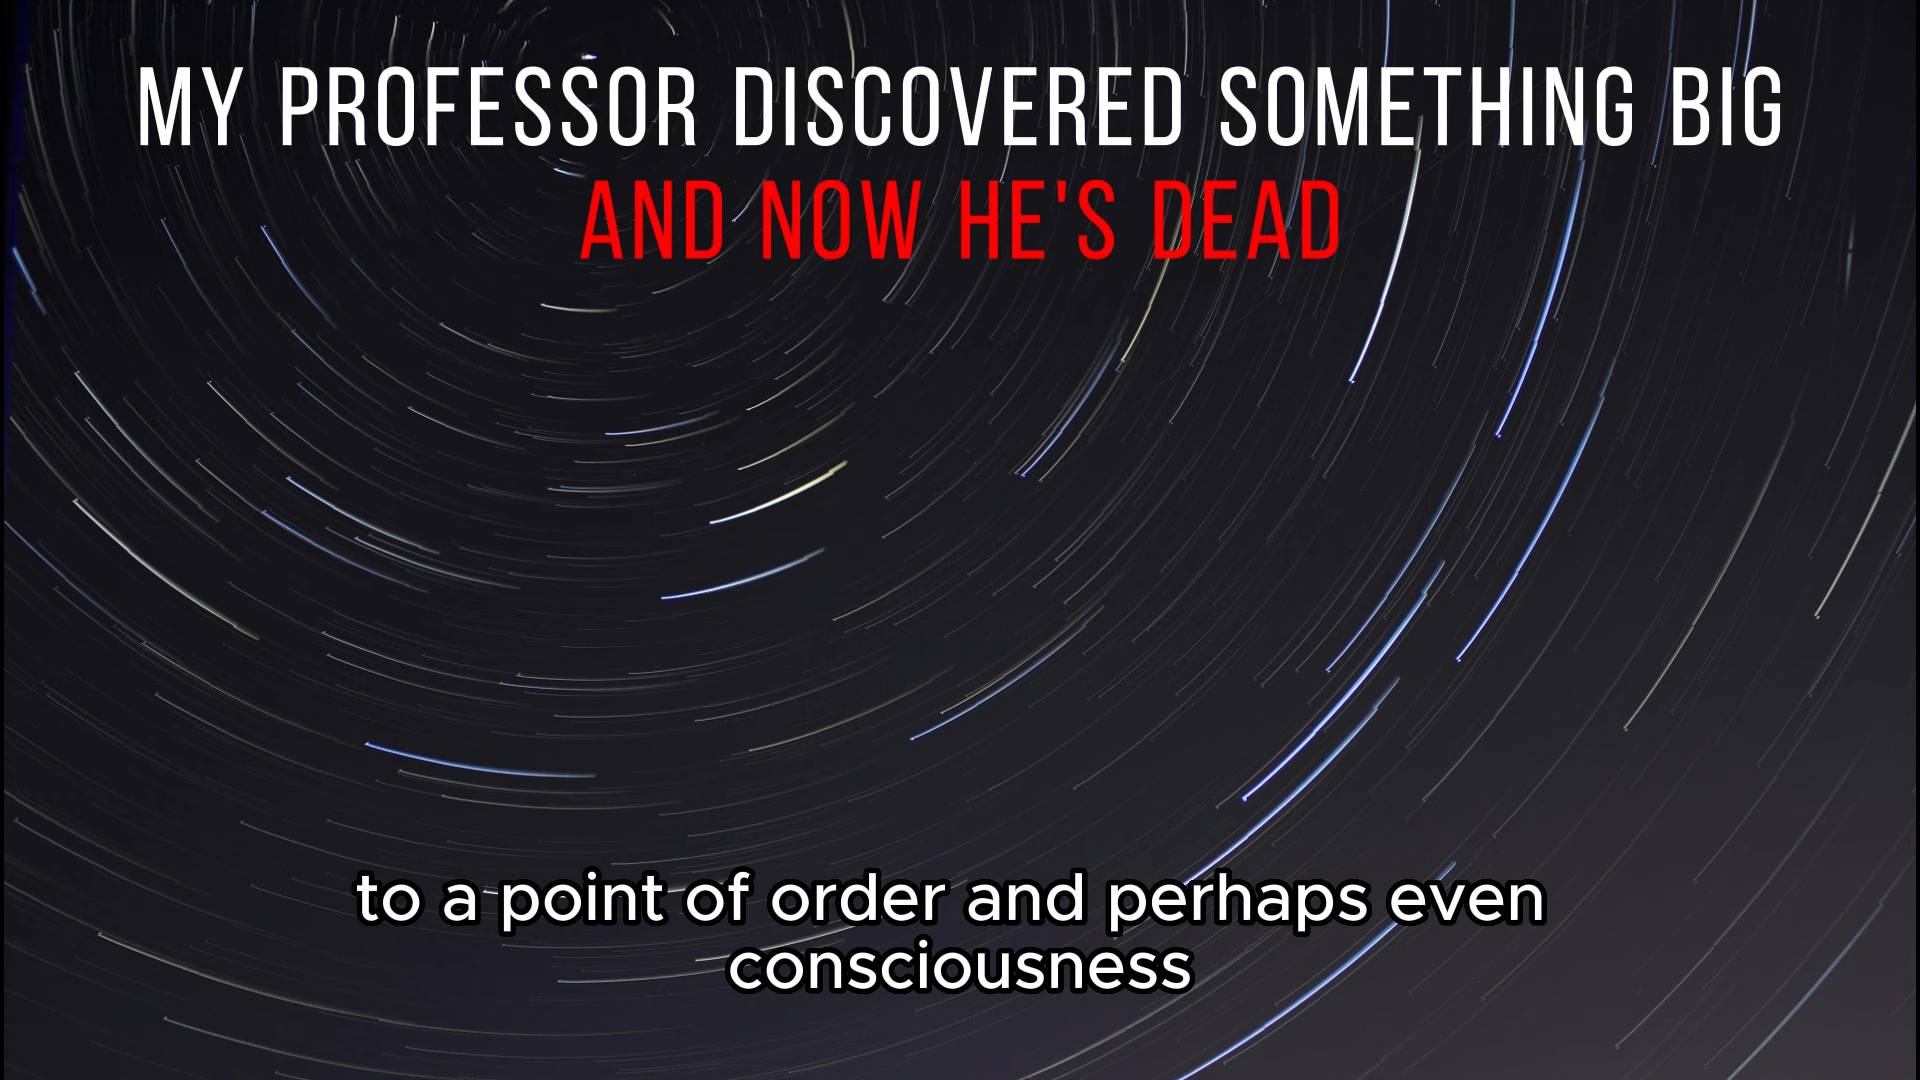 MY PROFESSOR DISCOVERED SOMETHING BIG
AND NOW HE'S DEAD
to a point of order and perhaps even
consciousness